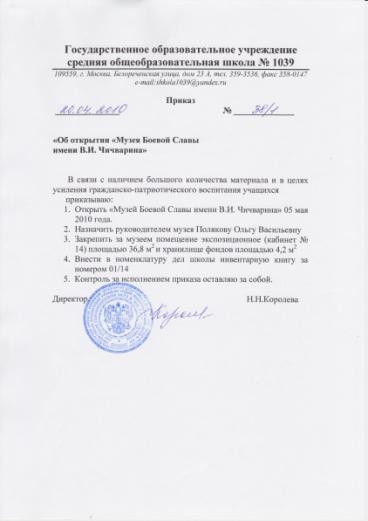 Государственное образовательное учреждение
средняя общеобразовательная школа № 1039
109559, г. Москва. Белореченская улица, дом 23 А, тел. 359-3536, факс 358-0147
e-mail:shkola1039@yandex.ru
Приказ
20.04.2010 № 38/1
«Об открытия «Музея Боевой Славы
имени В.И. Чичварина»
В связи с наличием большого количества материала и в целях
усиления гражданско-патриотического воспитания учащихся
приказываю:
1. Открыть «Музей Боевой Славы имени В.И. Чичварина» 05 мая
2010 года.
2. Назначить руководителем музея Полякову Ольгу Васильевну
3. Закрепить за музеем помещение экспозиционное (кабинет №
14) площадью 36,8 м² и хранилище фондов площадью 4,2 м²
4. Внести в номенклатуру дел школы инвентарную книгу за
номером 01/14
5. Контроль за исполнением приказа оставляю за собой.
Директор Н.Н.Королева